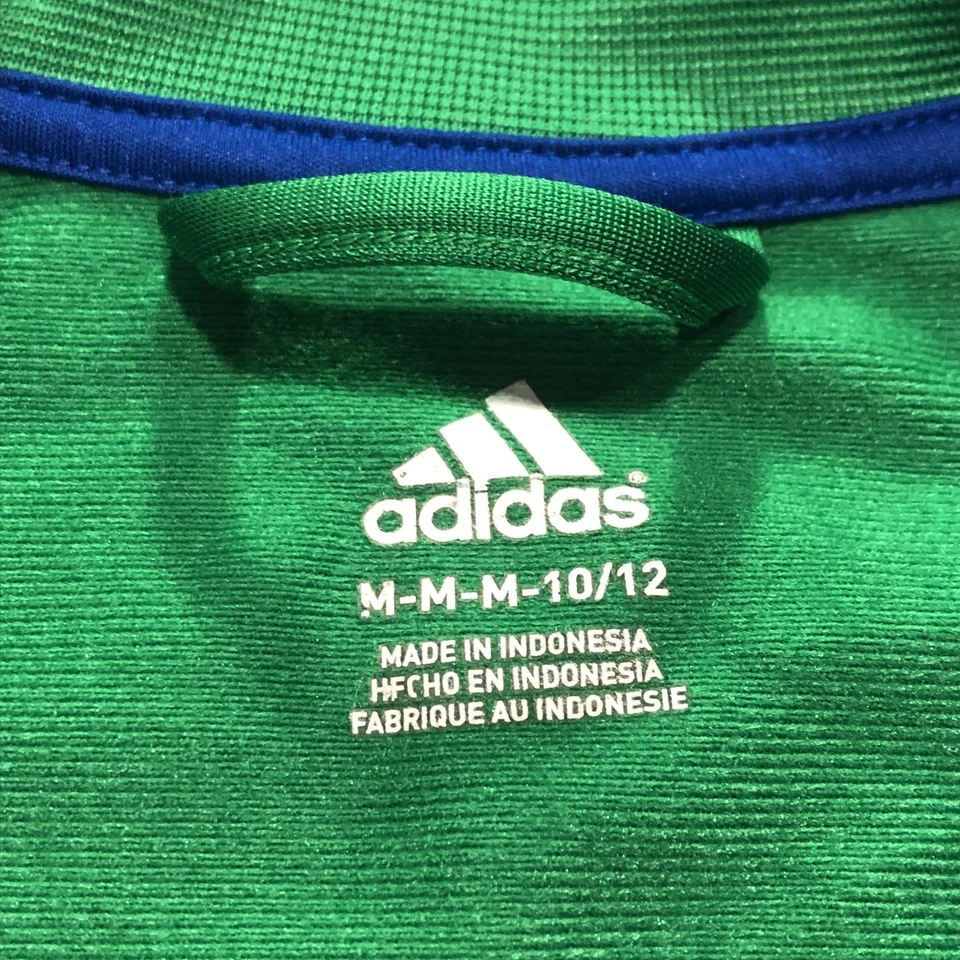 adidas®
M-M-M-10/12
MADE IN INDONESIA
HECHO EN INDONESIA
FABRIQUE AU INDONESIE